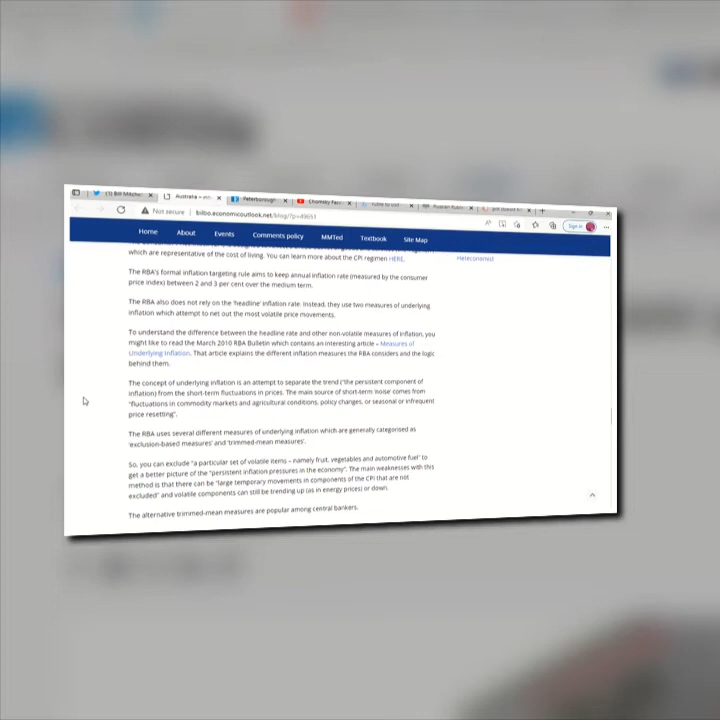 (1) Bill Mitche
Australia –
Peterborough
Chomsky
Not secure | bilbo.economicoutlook.net/blog/?p=49651
Sign in
Home About Events Comments policy MMTed Textbook Site Map
which are representative of the cost of living. You can learn more about the CPI regimen HERE.
Heteconomist
The RBA's formal inflation targeting rule aims to keep annual inflation rate (measured by the consumer
price index) between 2 and 3 per cent over the medium term.
The RBA also does not rely on the 'headline' inflation rate. Instead, they use two measures of underlying
inflation which attempt to net out the most volatile price movements.
To understand the difference between the headline rate and other non-volatile measures of inflation, you
might like to read the March 2010 RBA Bulletin which contains an interesting article – Measures of
Underlying Inflation. That article explains the different inflation measures the RBA considers and the logic
behind them.
The concept of underlying inflation is an attempt to separate the trend ("the persistent component of
inflation) from the short-term fluctuations in prices. The main source of short-term 'noise' comes from
"fluctuations in commodity markets and agricultural conditions, policy changes, or seasonal or infrequent
price resetting".
The RBA uses several different measures of underlying inflation which are generally categorised as
'exclusion-based measures' and 'trimmed-mean measures'.
So, you can exclude "a particular set of volatile items – namely fruit, vegetables and automotive fuel" to
get a better picture of the "persistent inflation pressures in the economy". The main weaknesses with this
method is that there can be "large temporary movements in components of the CPI that are not
excluded" and volatile components can still be trending up (as in energy prices) or down.
The alternative trimmed-mean measures are popular among central bankers.